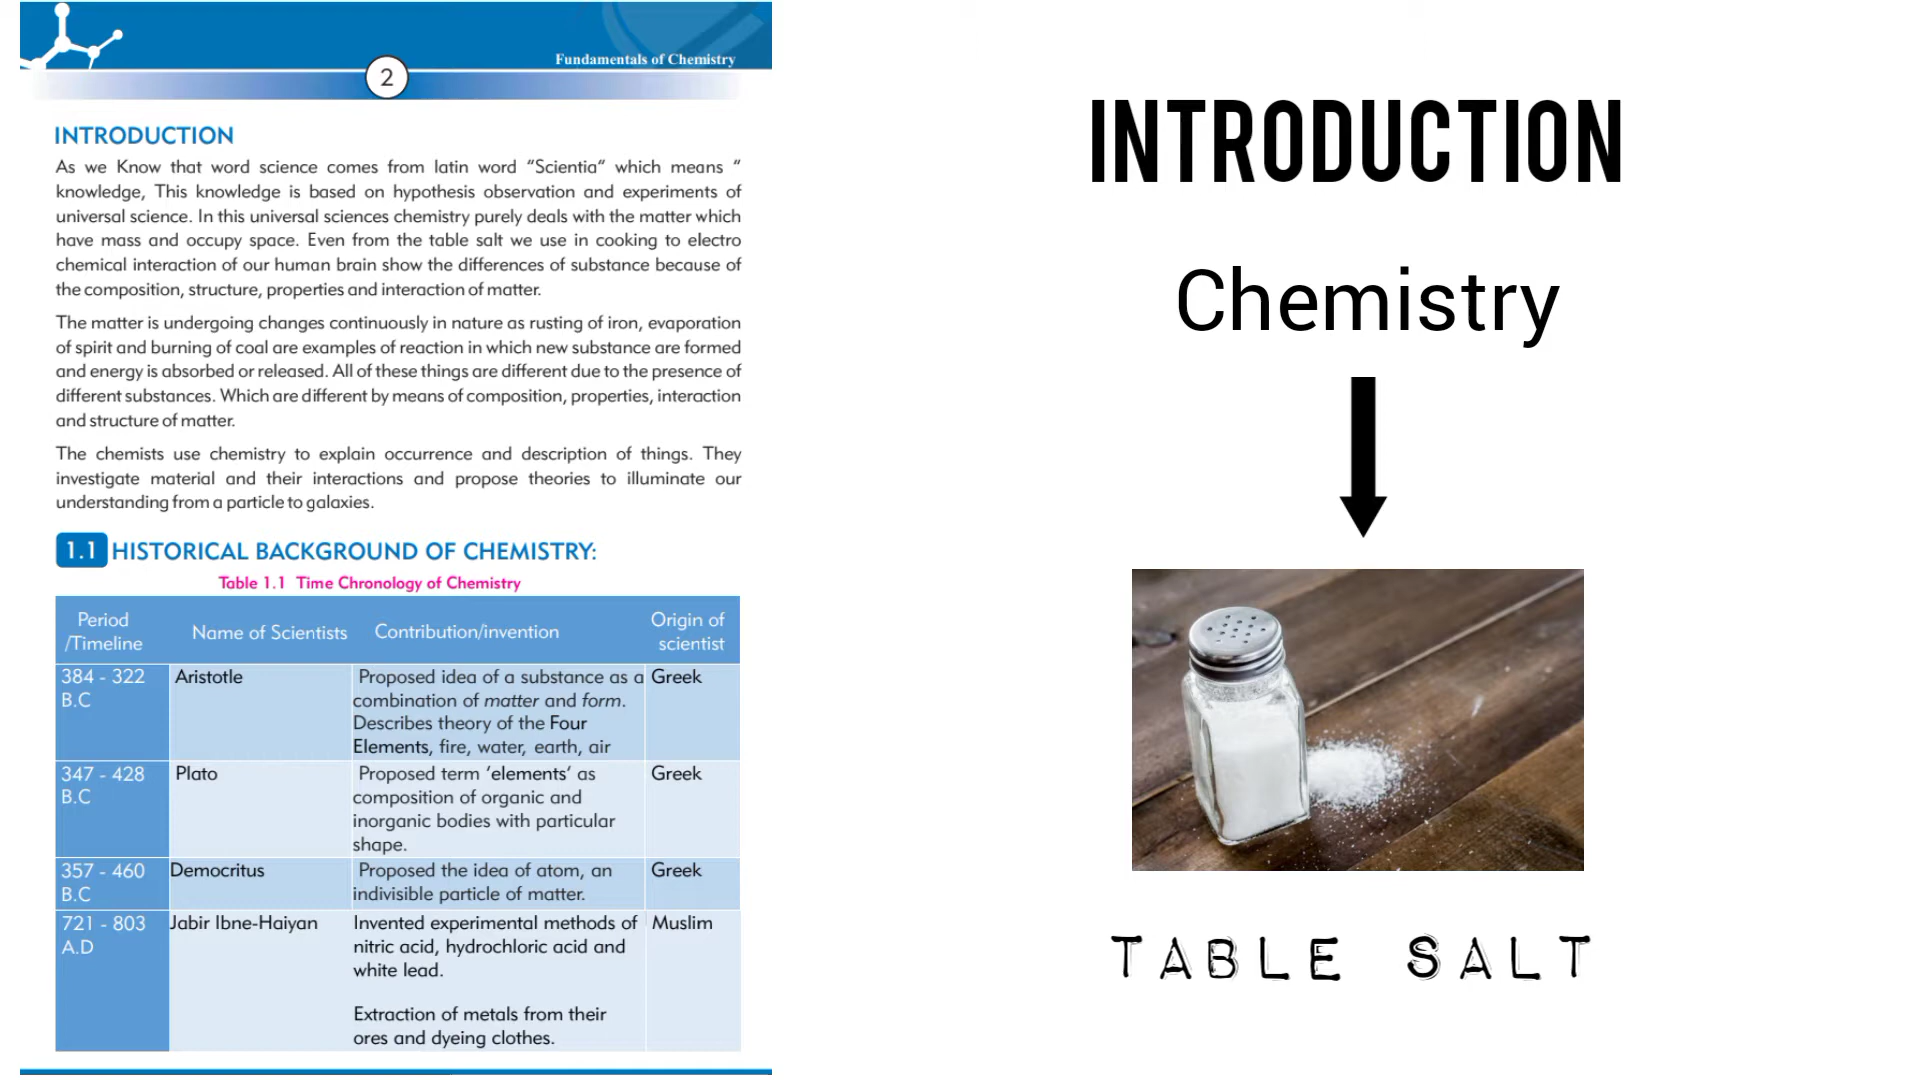 Fundamentals of Chemistry
2
INTRODUCTION
As we Know that word science comes from latin word “Scientia” which means “
knowledge, This knowledge is based on hypothesis observation and experiments of
universal science. In this universal sciences chemistry purely deals with the matter which
have mass and occupy space. Even from the table salt we use in cooking to electro
chemical interaction of our human brain show the differences of substance because of
the composition, structure, properties and interaction of matter.
The matter is undergoing changes continuously in nature as rusting of iron, evaporation
of spirit and burning of coal are examples of reaction in which new substance are formed
and energy is absorbed or released. All of these things are different due to the presence of
different substances. Which are different by means of composition, properties, interaction
and structure of matter.
The chemists use chemistry to explain occurrence and description of things. They
investigate material and their interactions and propose theories to illuminate our
understanding from a particle to galaxies.
1.1 HISTORICAL BACKGROUND OF CHEMISTRY:
Table 1.1 Time Chronology of Chemistry
Period
/Timeline
Name of Scientists
Contribution/invention
Origin of
scientist
384 - 322
B.C
Aristotle
Proposed idea of a substance as a
combination of matter and form.
Describes theory of the Four
Elements, fire, water, earth, air
Greek
347 - 428
B.C
Plato
Proposed term ‘elements’ as
composition of organic and
inorganic bodies with particular
shape.
Greek
357 - 460
B.C
Democritus
Proposed the idea of atom, an
indivisible particle of matter.
Greek
721 - 803
A.D
Jabir Ibne-Haiyan
Invented experimental methods of
nitric acid, hydrochloric acid and
white lead.
Extraction of metals from their
ores and dyeing clothes.
Muslim
INTRODUCTION
Chemistry
TABLE SALT